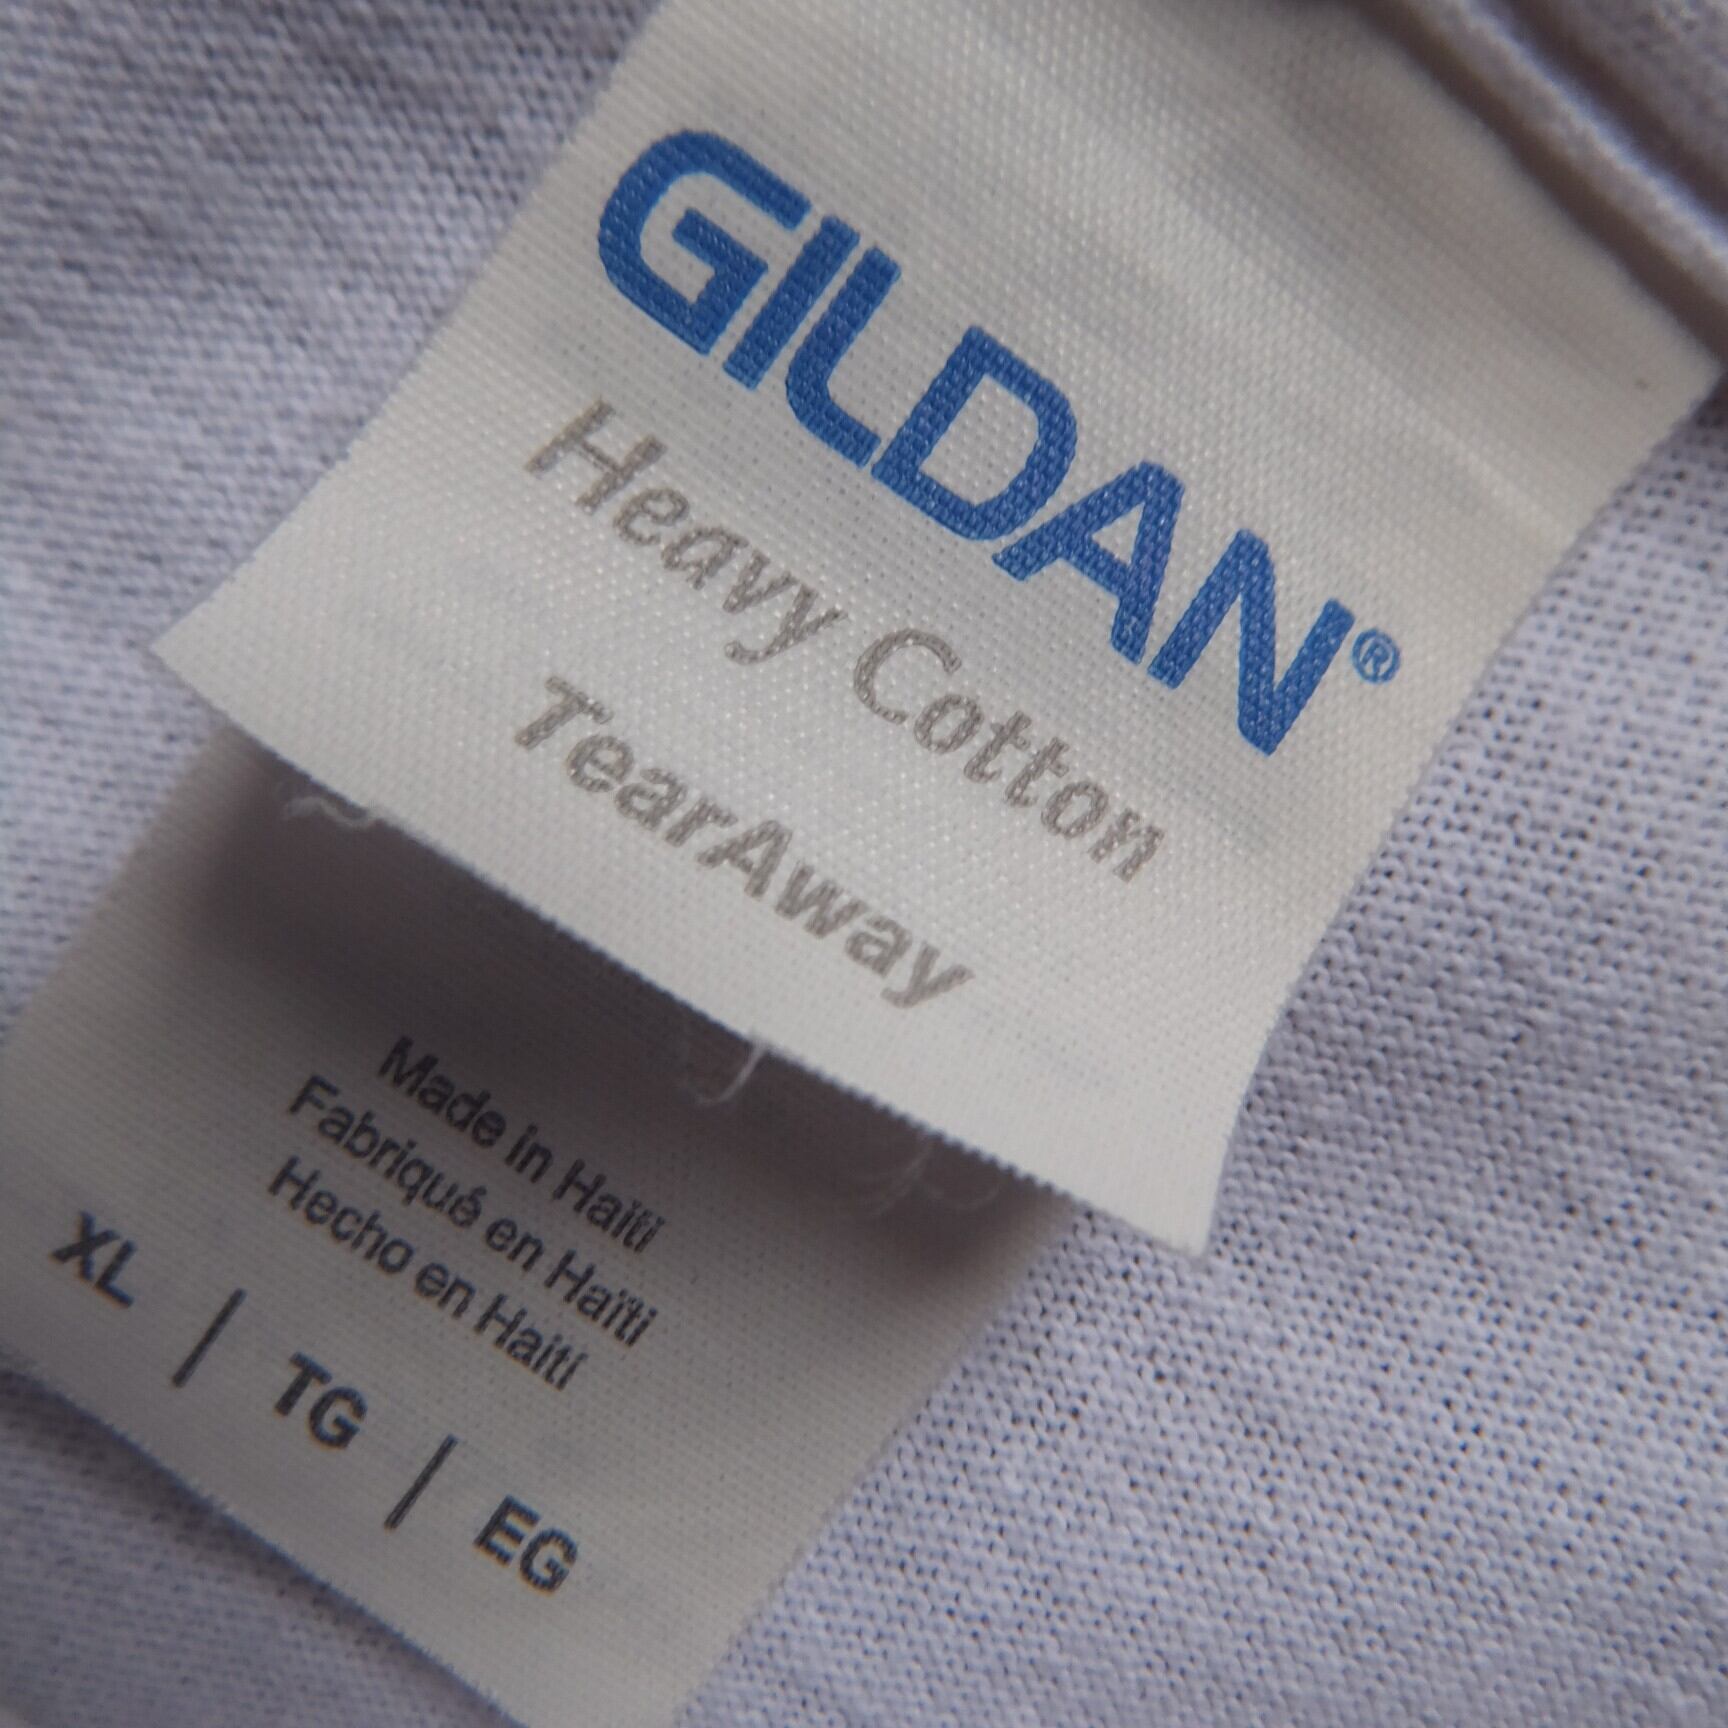 GILDAN®
Heavy Cotton
TearAway
Made in Haïti
Fabriqué en Haïti
Hecho en Haití
XL | TG | EG